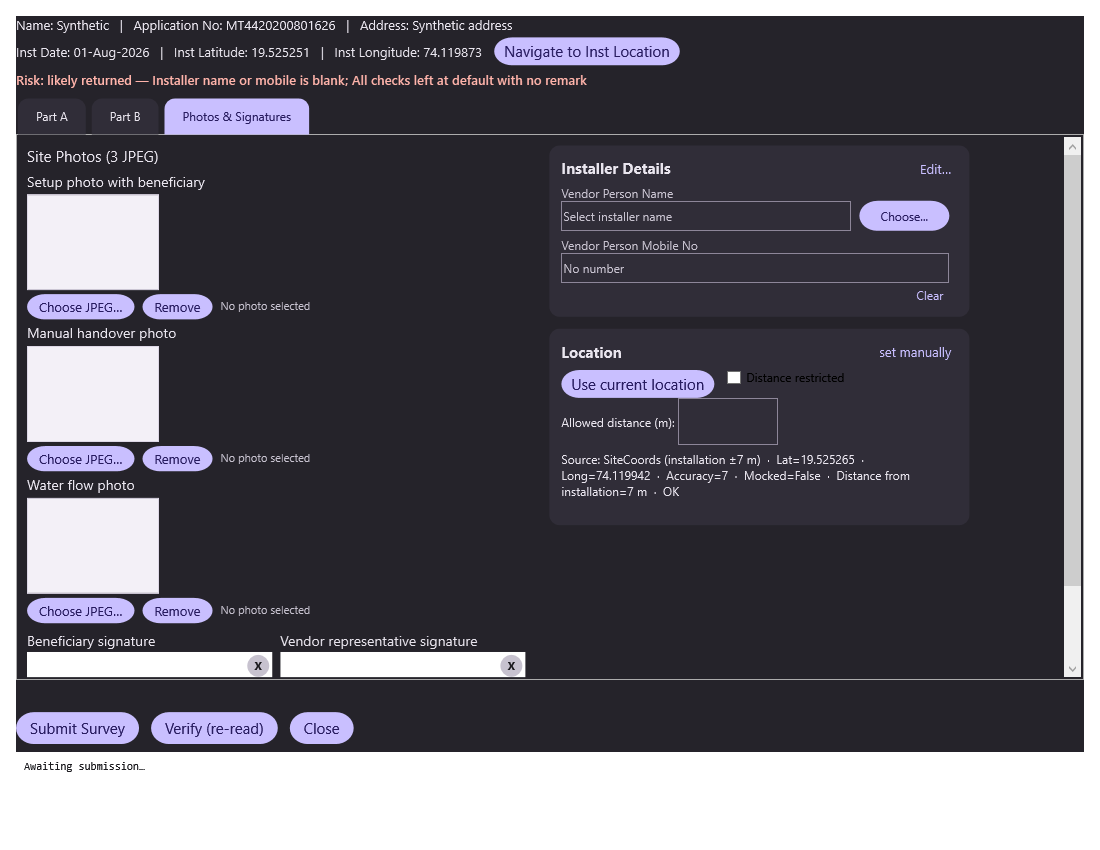 Name: Synthetic | Application No: MT4420200801626 | Address: Synthetic address
Inst Date: 01-Aug-2026 | Inst Latitude: 19.525251 | Inst Longitude: 74.119873 Navigate to Inst Location
Risk: likely returned — Installer name or mobile is blank; All checks left at default with no remark
Part A Part B Photos & Signatures
Site Photos (3 JPEG)
Setup photo with beneficiary
Choose JPEG... Remove No photo selected
Manual handover photo
Choose JPEG... Remove No photo selected
Water flow photo
Choose JPEG... Remove No photo selected
Beneficiary signature Vendor representative signature
X X
Installer Details Edit...
Vendor Person Name
Select installer name Choose...
Vendor Person Mobile No
No number
Clear
Location set manually
Use current location Distance restricted
Allowed distance (m):
Source: SiteCoords (installation ±7 m) · Lat=19.525265 ·
Long=74.119942 · Accuracy=7 · Mocked=False · Distance from
installation=7 m · OK
Submit Survey Verify (re-read) Close
Awaiting submission…